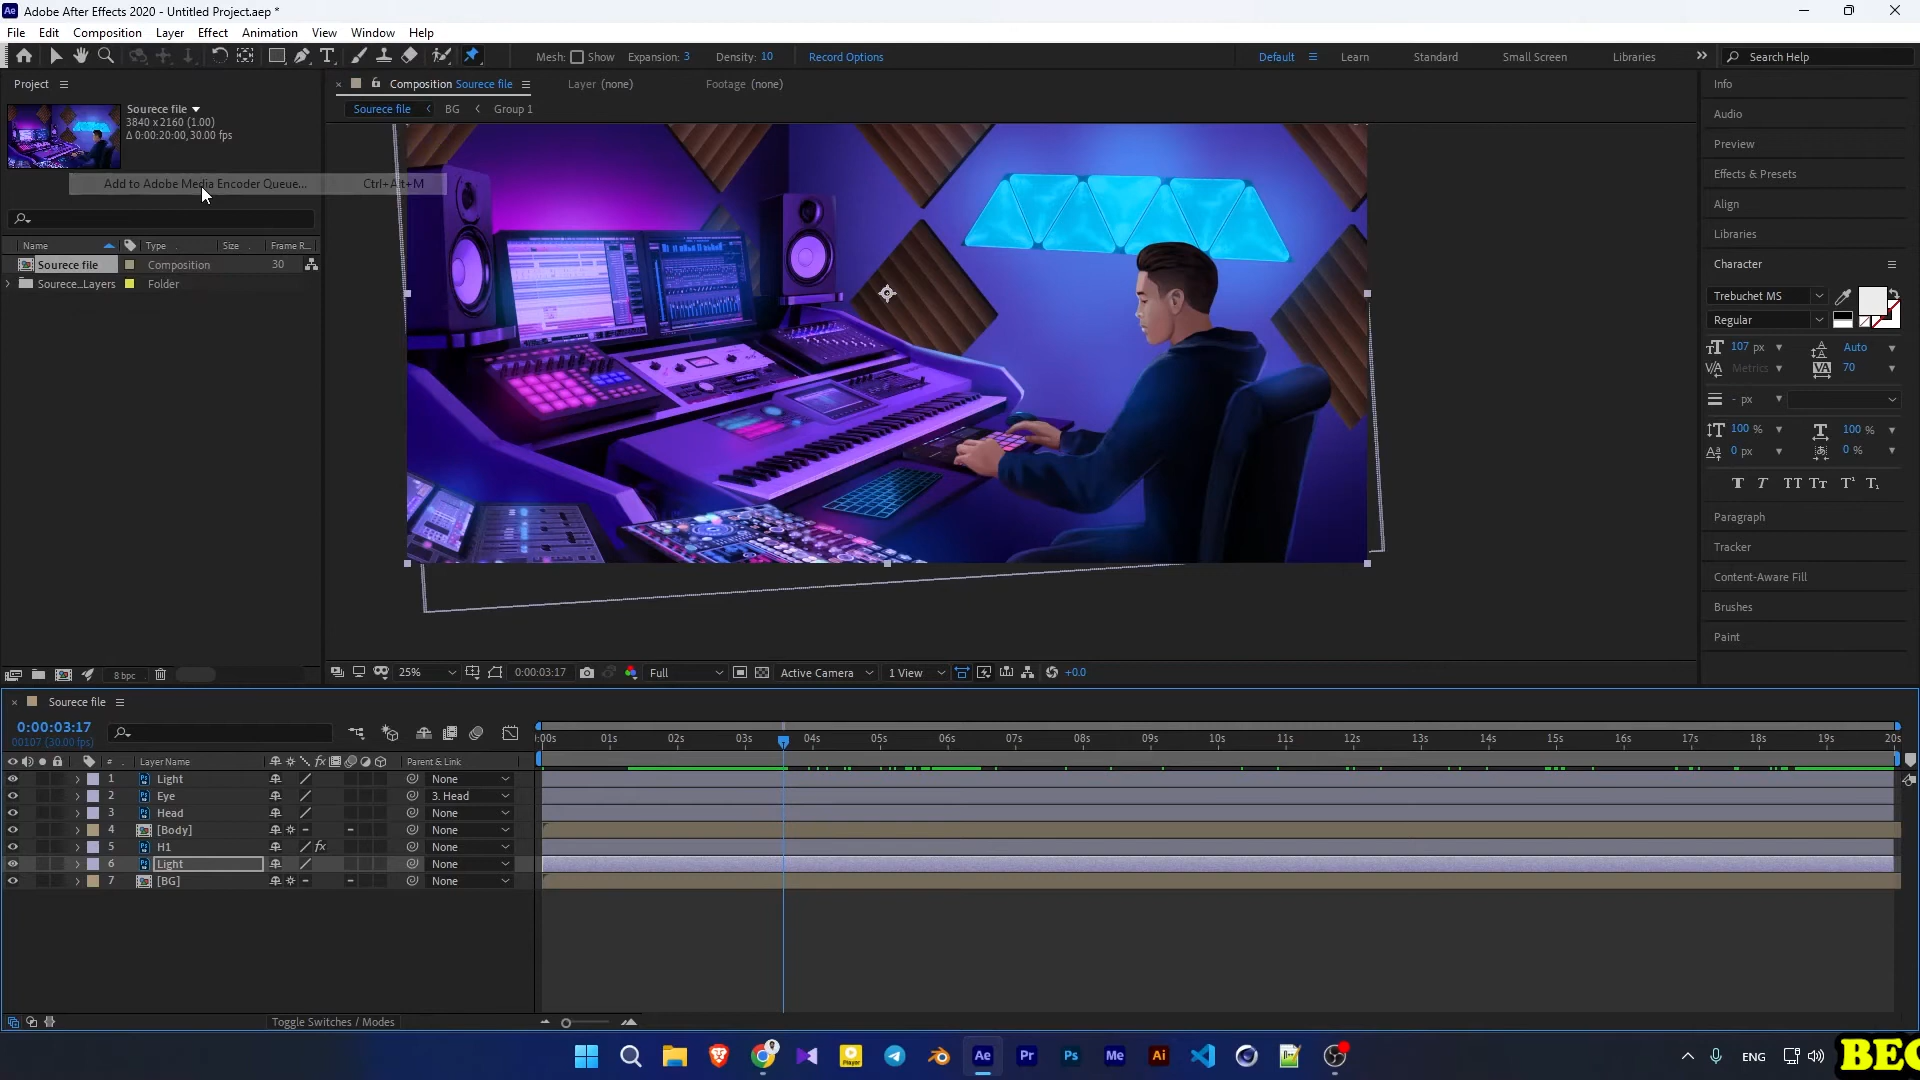 Adobe After Effects 2020 - Untitled Project.aep *
File Edit Composition Layer Effect Animation View Window Help
Mesh: Show Expansion: 3 Density: 10 Record Options Default Learn Standard Small Screen Libraries Search Help
Project
Composition Sourece file Layer (none) Footage (none)
Sourece file BG Group 1
Sourece file
3840 x 2160 (1.00)
Δ 0:00:20:00, 30.00 fps
Add to Adobe Media Encoder Queue... Ctrl+Alt+M
Name Type Size Frame R...
Sourece file Composition 30
Sourece_Layers Folder
8 bpc
25% 0:00:03:17 Full Active Camera 1 View +0.0
Info
Audio
Preview
Effects & Presets
Align
Libraries
Character
Trebuchet MS
Regular
107 px Auto
Metrics 70
- px
100 % 100 %
0 px 0 %
Paragraph
Tracker
Content-Aware Fill
Brushes
Paint
Sourece file
0:00:03:17
00107 (30.00 fps)
:00s 01s 02s 03s 04s 05s 06s 07s 08s 09s 10s 11s 12s 13s 14s 15s 16s 17s 18s 19s 20s
# Layer Name Parent & Link
1 Light None
2 Eye 3. Head
3 Head None
4 [Body] None
5 H1 None
6 Light None
7 [BG] None
Toggle Switches / Modes
ENG
BEC